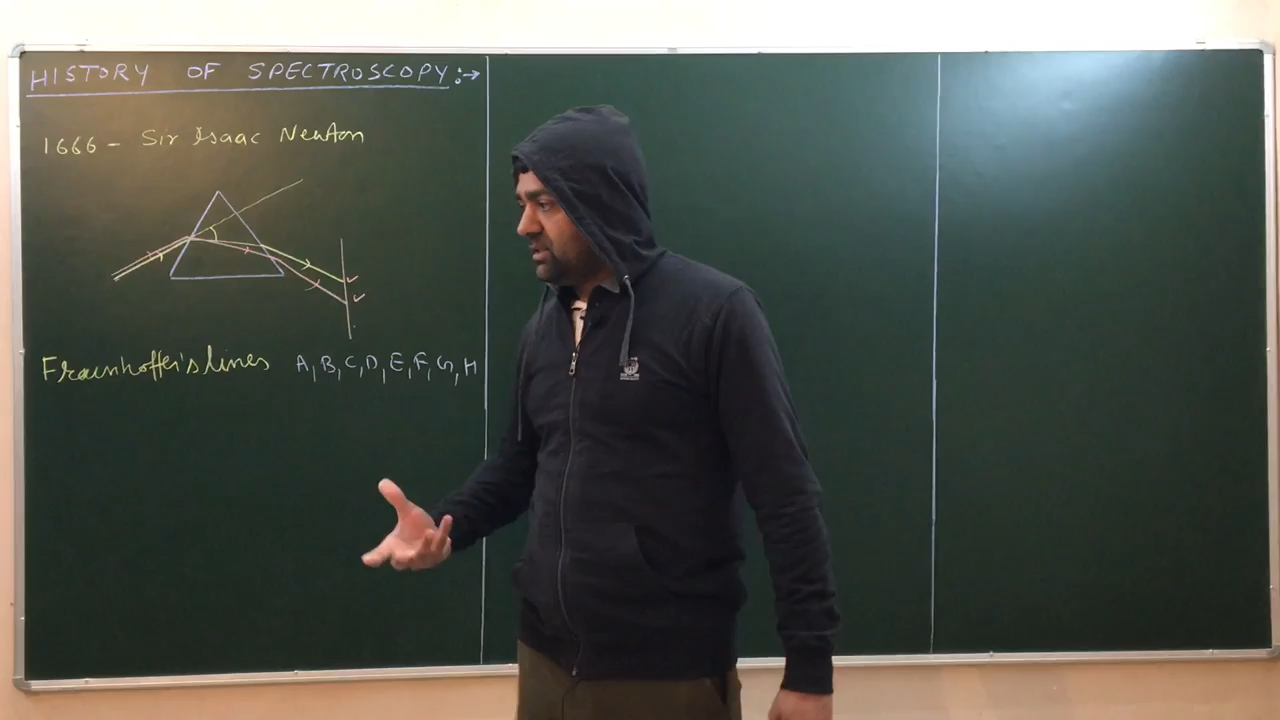 HISTORY OF SPECTROSCOPY :→
1666 - Sir Isaac Newton
Fraunhoffer's lines A, B, C, D, E, F, G, H